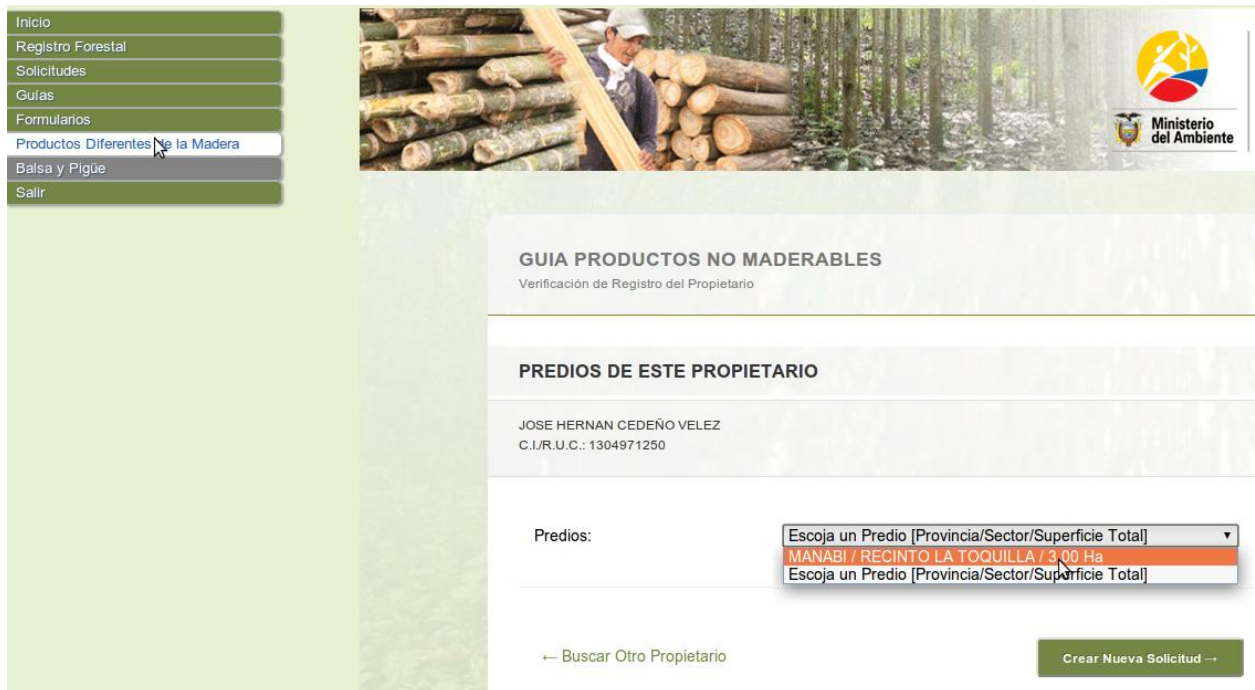 Inicio
Registro Forestal
Solicitudes
Guías
Formularios
Productos Diferentes de la Madera
Balsa y Pigüe
Salir
Ministerio
del Ambiente
GUIA PRODUCTOS NO MADERABLES
Verificación de Registro del Propietario
PREDIOS DE ESTE PROPIETARIO
JOSE HERNAN CEDEÑO VELEZ
C.I./R.U.C.: 1304971250
Predios:
Escoja un Predio [Provincia/Sector/Superficie Total]
MANABI / RECINTO LA TOQUILLA / 3.00 Ha
Escoja un Predio [Provincia/Sector/Superficie Total]
← Buscar Otro Propietario
Crear Nueva Solicitud →